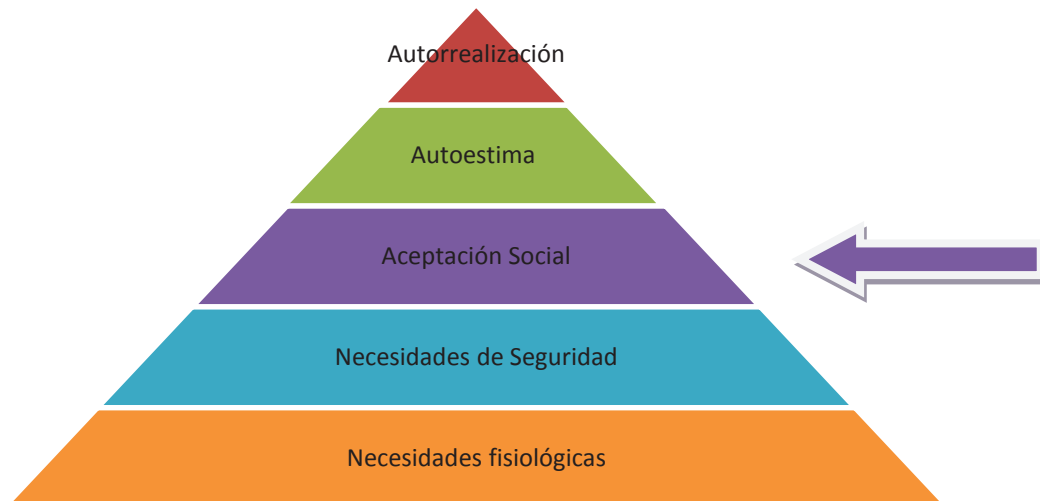 Autorrealización
Autoestima
Aceptación Social
Necesidades de Seguridad
Necesidades fisiológicas